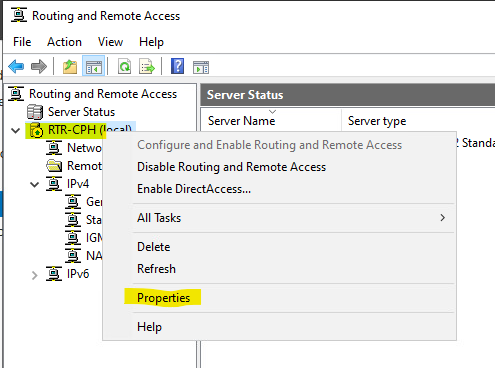 Routing and Remote Access
File Action View Help
Routing and Remote Access
Server Status
RTR-CPH (local)
Netwo
Remot
IPv4
Ger
Sta
IGM
NA
IPv6
Server Status
Server Name Server type
2 Standa
Configure and Enable Routing and Remote Access
Disable Routing and Remote Access
Enable DirectAccess...
All Tasks
Delete
Refresh
Properties
Help